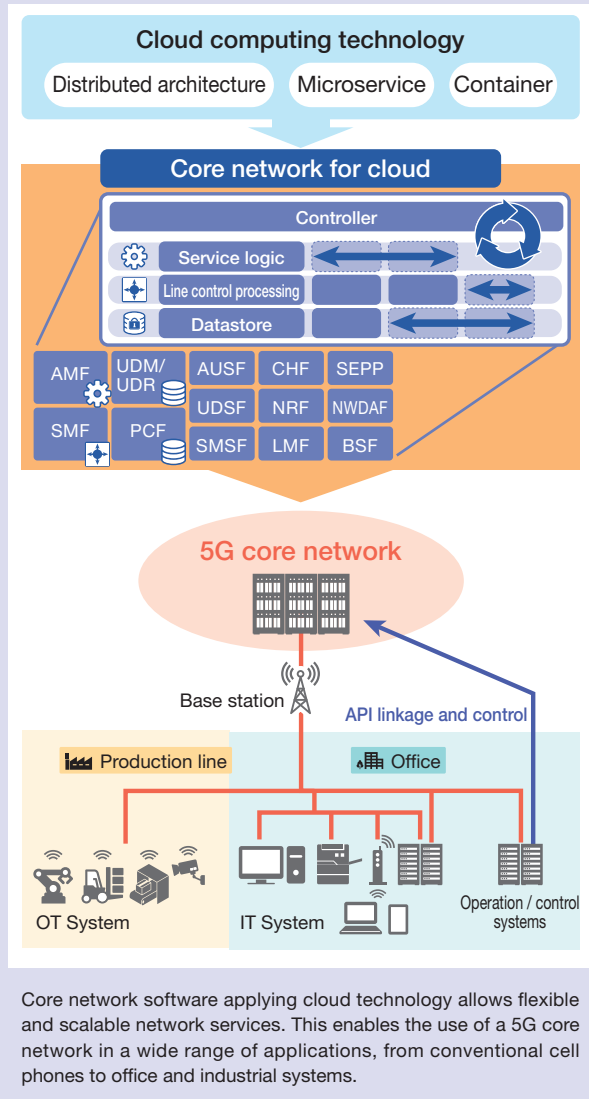 Cloud computing technology
Distributed architecture
Microservice
Container
Core network for cloud
Controller
Service logic
Line control processing
Datastore
AMF
UDM/
UDR
AUSF
CHF
SEPP
UDSF
NRF
NWDAF
SMF
PCF
SMSF
LMF
BSF
5G core network
Base station
API linkage and control
Production line
Office
OT System
IT System
Operation / control
systems
Core network software applying cloud technology allows flexible
and scalable network services. This enables the use of a 5G core
network in a wide range of applications, from conventional cell
phones to office and industrial systems.